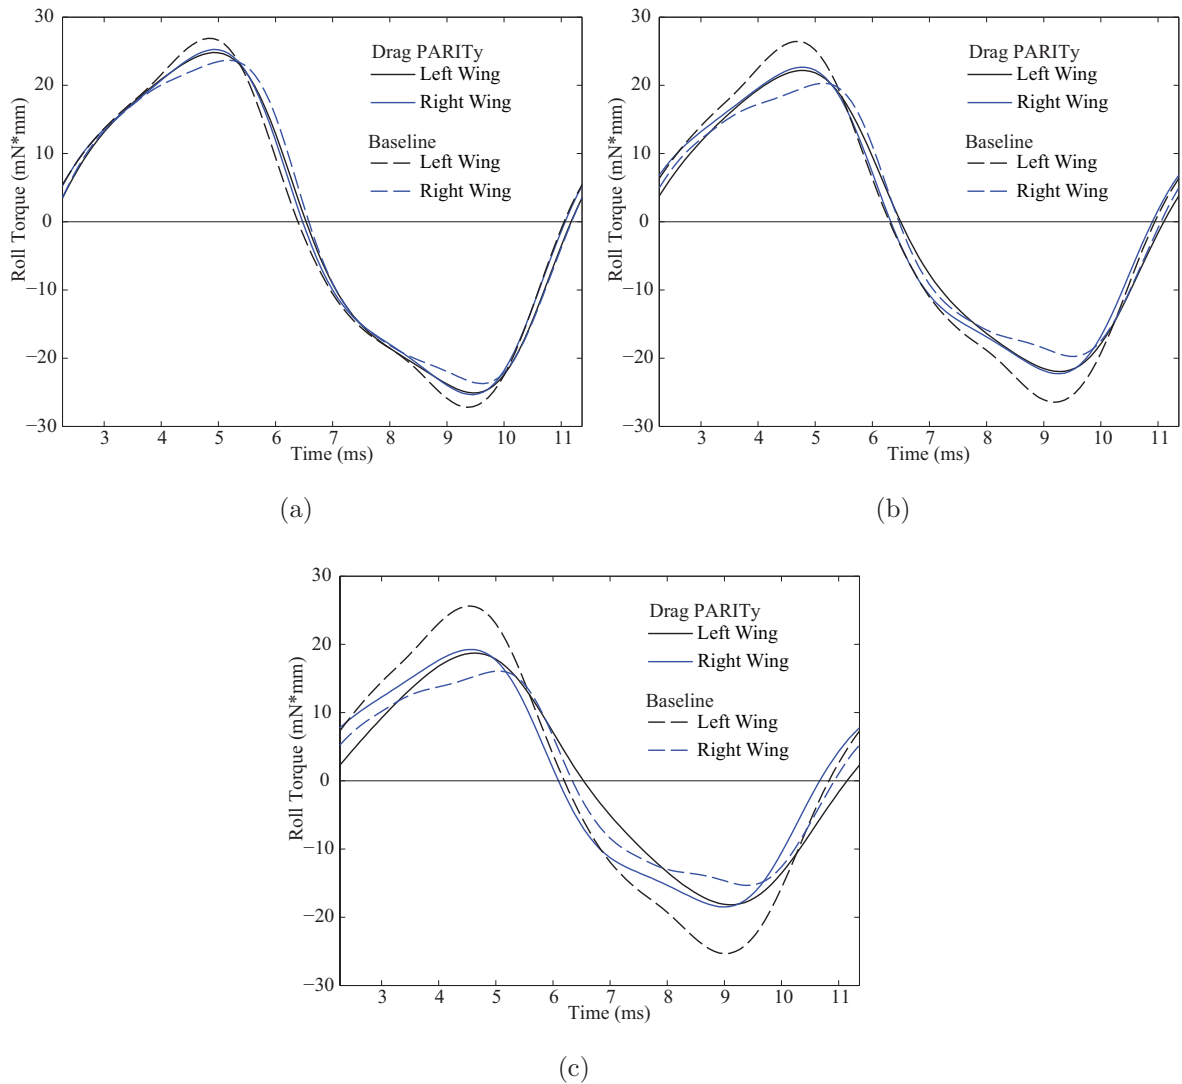 30
20
10
0
−10
−20
−30
Roll Torque (mN*mm)
Drag PARITy
Left Wing
Right Wing
Baseline
Left Wing
Right Wing
3 4 5 6 7 8 9 10 11
Time (ms)
(a)
30
20
10
0
−10
−20
−30
Roll Torque (mN*mm)
Drag PARITy
Left Wing
Right Wing
Baseline
Left Wing
Right Wing
3 4 5 6 7 8 9 10 11
Time (ms)
(b)
30
20
10
0
−10
−20
−30
Roll Torque (mN*mm)
Drag PARITy
Left Wing
Right Wing
Baseline
Left Wing
Right Wing
3 4 5 6 7 8 9 10 11
Time (ms)
(c)